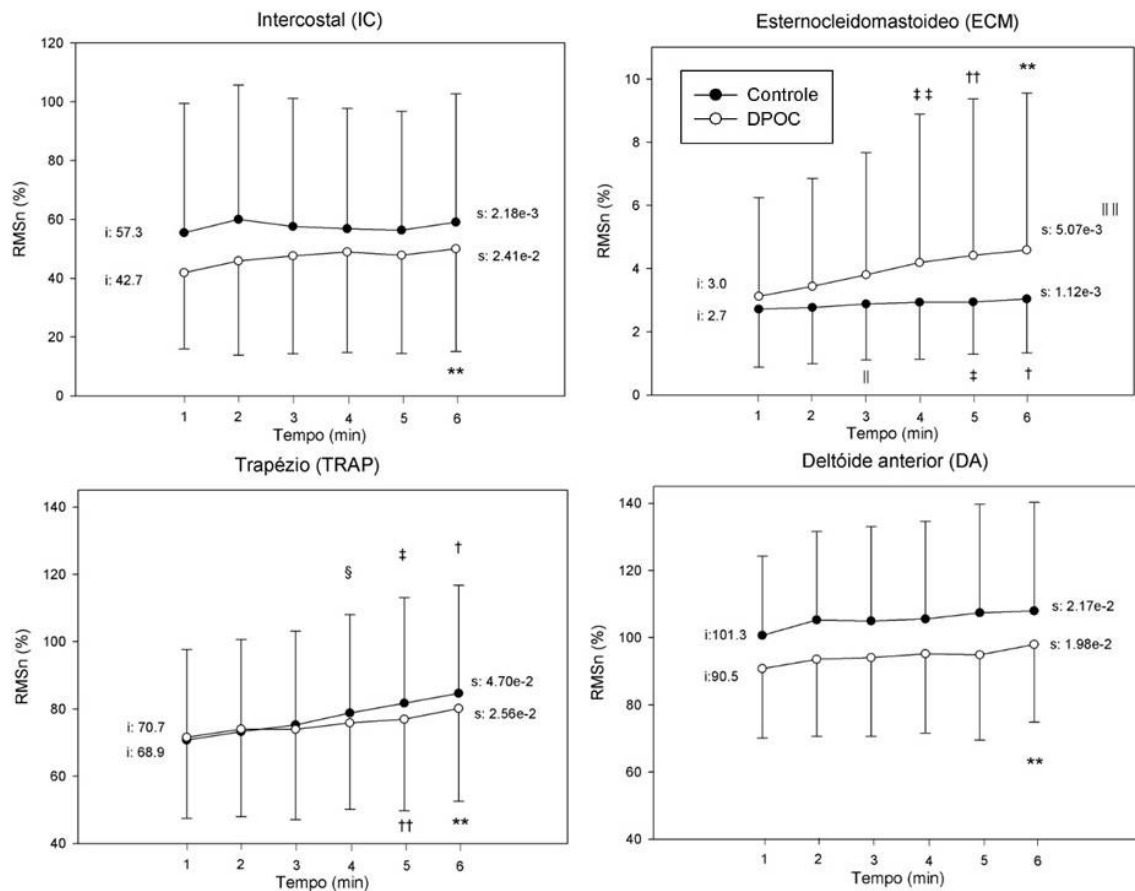 Intercostal (IC)
120
100
80
60
40
20
0
RMSn (%)
i: 57.3
i: 42.7
s: 2.18e-3
s: 2.41e-2
**
1 2 3 4 5 6
Tempo (min)
Esternocleidomastoideo (ECM)
10
8
6
4
2
0
RMSn (%)
Controle
DPOC
‡ ‡
††
**
|| ||
i: 3.0
i: 2.7
s: 5.07e-3
s: 1.12e-3
||
‡
†
1 2 3 4 5 6
Tempo (min)
Trapézio (TRAP)
140
120
100
80
60
40
RMSn (%)
§
‡
†
i: 70.7
i: 68.9
s: 4.70e-2
s: 2.56e-2
††
**
1 2 3 4 5 6
Tempo (min)
Deltóide anterior (DA)
140
120
100
80
60
40
RMSn (%)
i:101.3
i:90.5
s: 2.17e-2
s: 1.98e-2
**
1 2 3 4 5 6
Tempo (min)